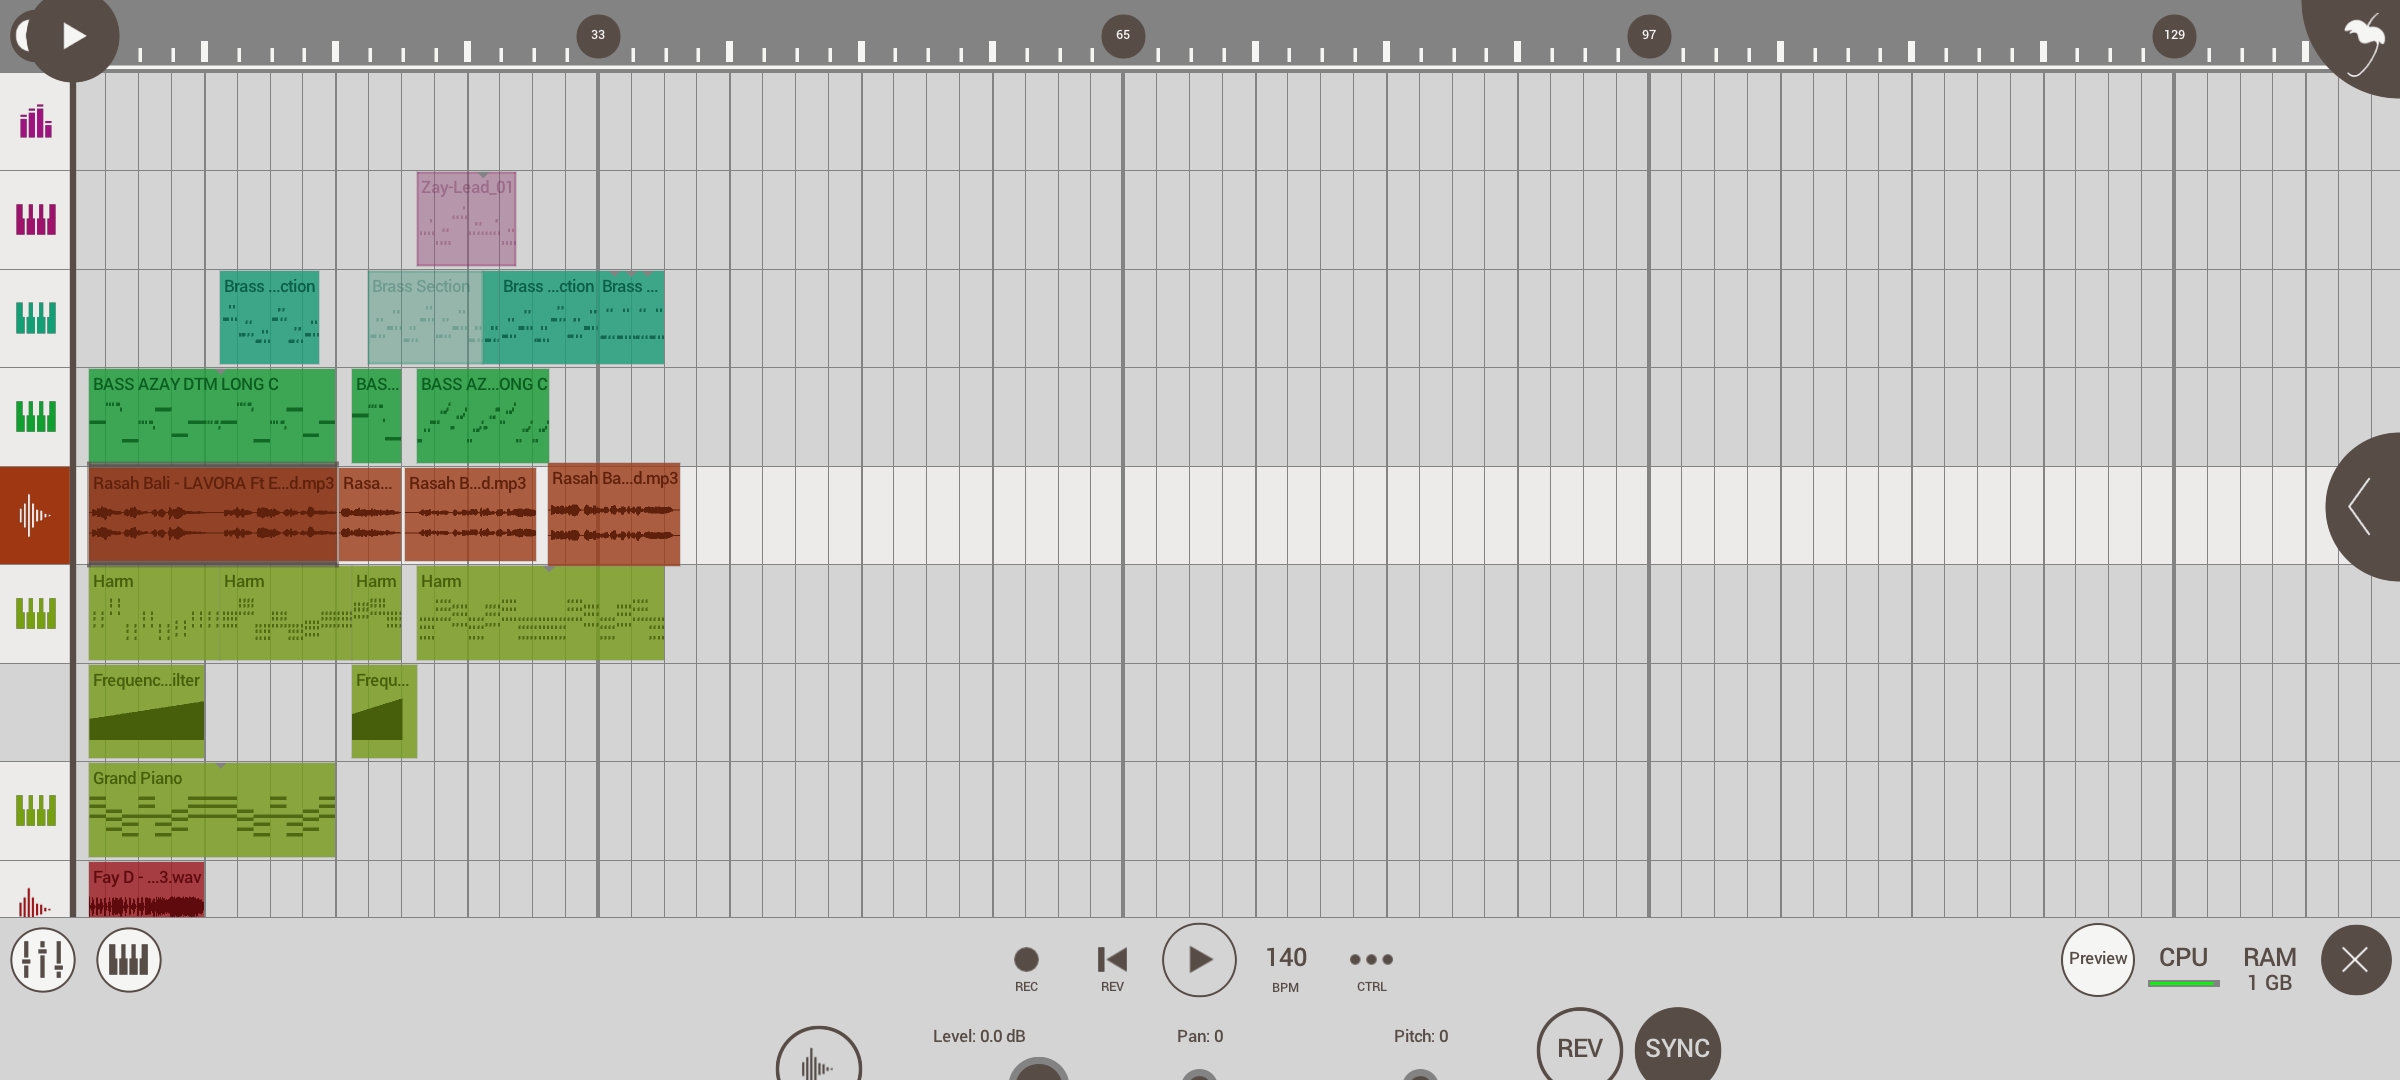 33
65
97
129
Zay-Lead_01
Brass ...ction
Brass Section
Brass ...ction
Brass ...
BASS AZAY DTM LONG C
BAS...
BASS AZ...ONG C
Rasah Bali - LAVORA Ft E...d.mp3
Rasa...
Rasah B...d.mp3
Rasah Ba...d.mp3
Harm
Harm
Harm
Harm
Frequenc...ilter
Frequ...
Grand Piano
Fay D - ...3.wav
REC
REV
140
BPM
CTRL
Preview
CPU
RAM
1 GB
Level: 0.0 dB
Pan: 0
Pitch: 0
REV
SYNC